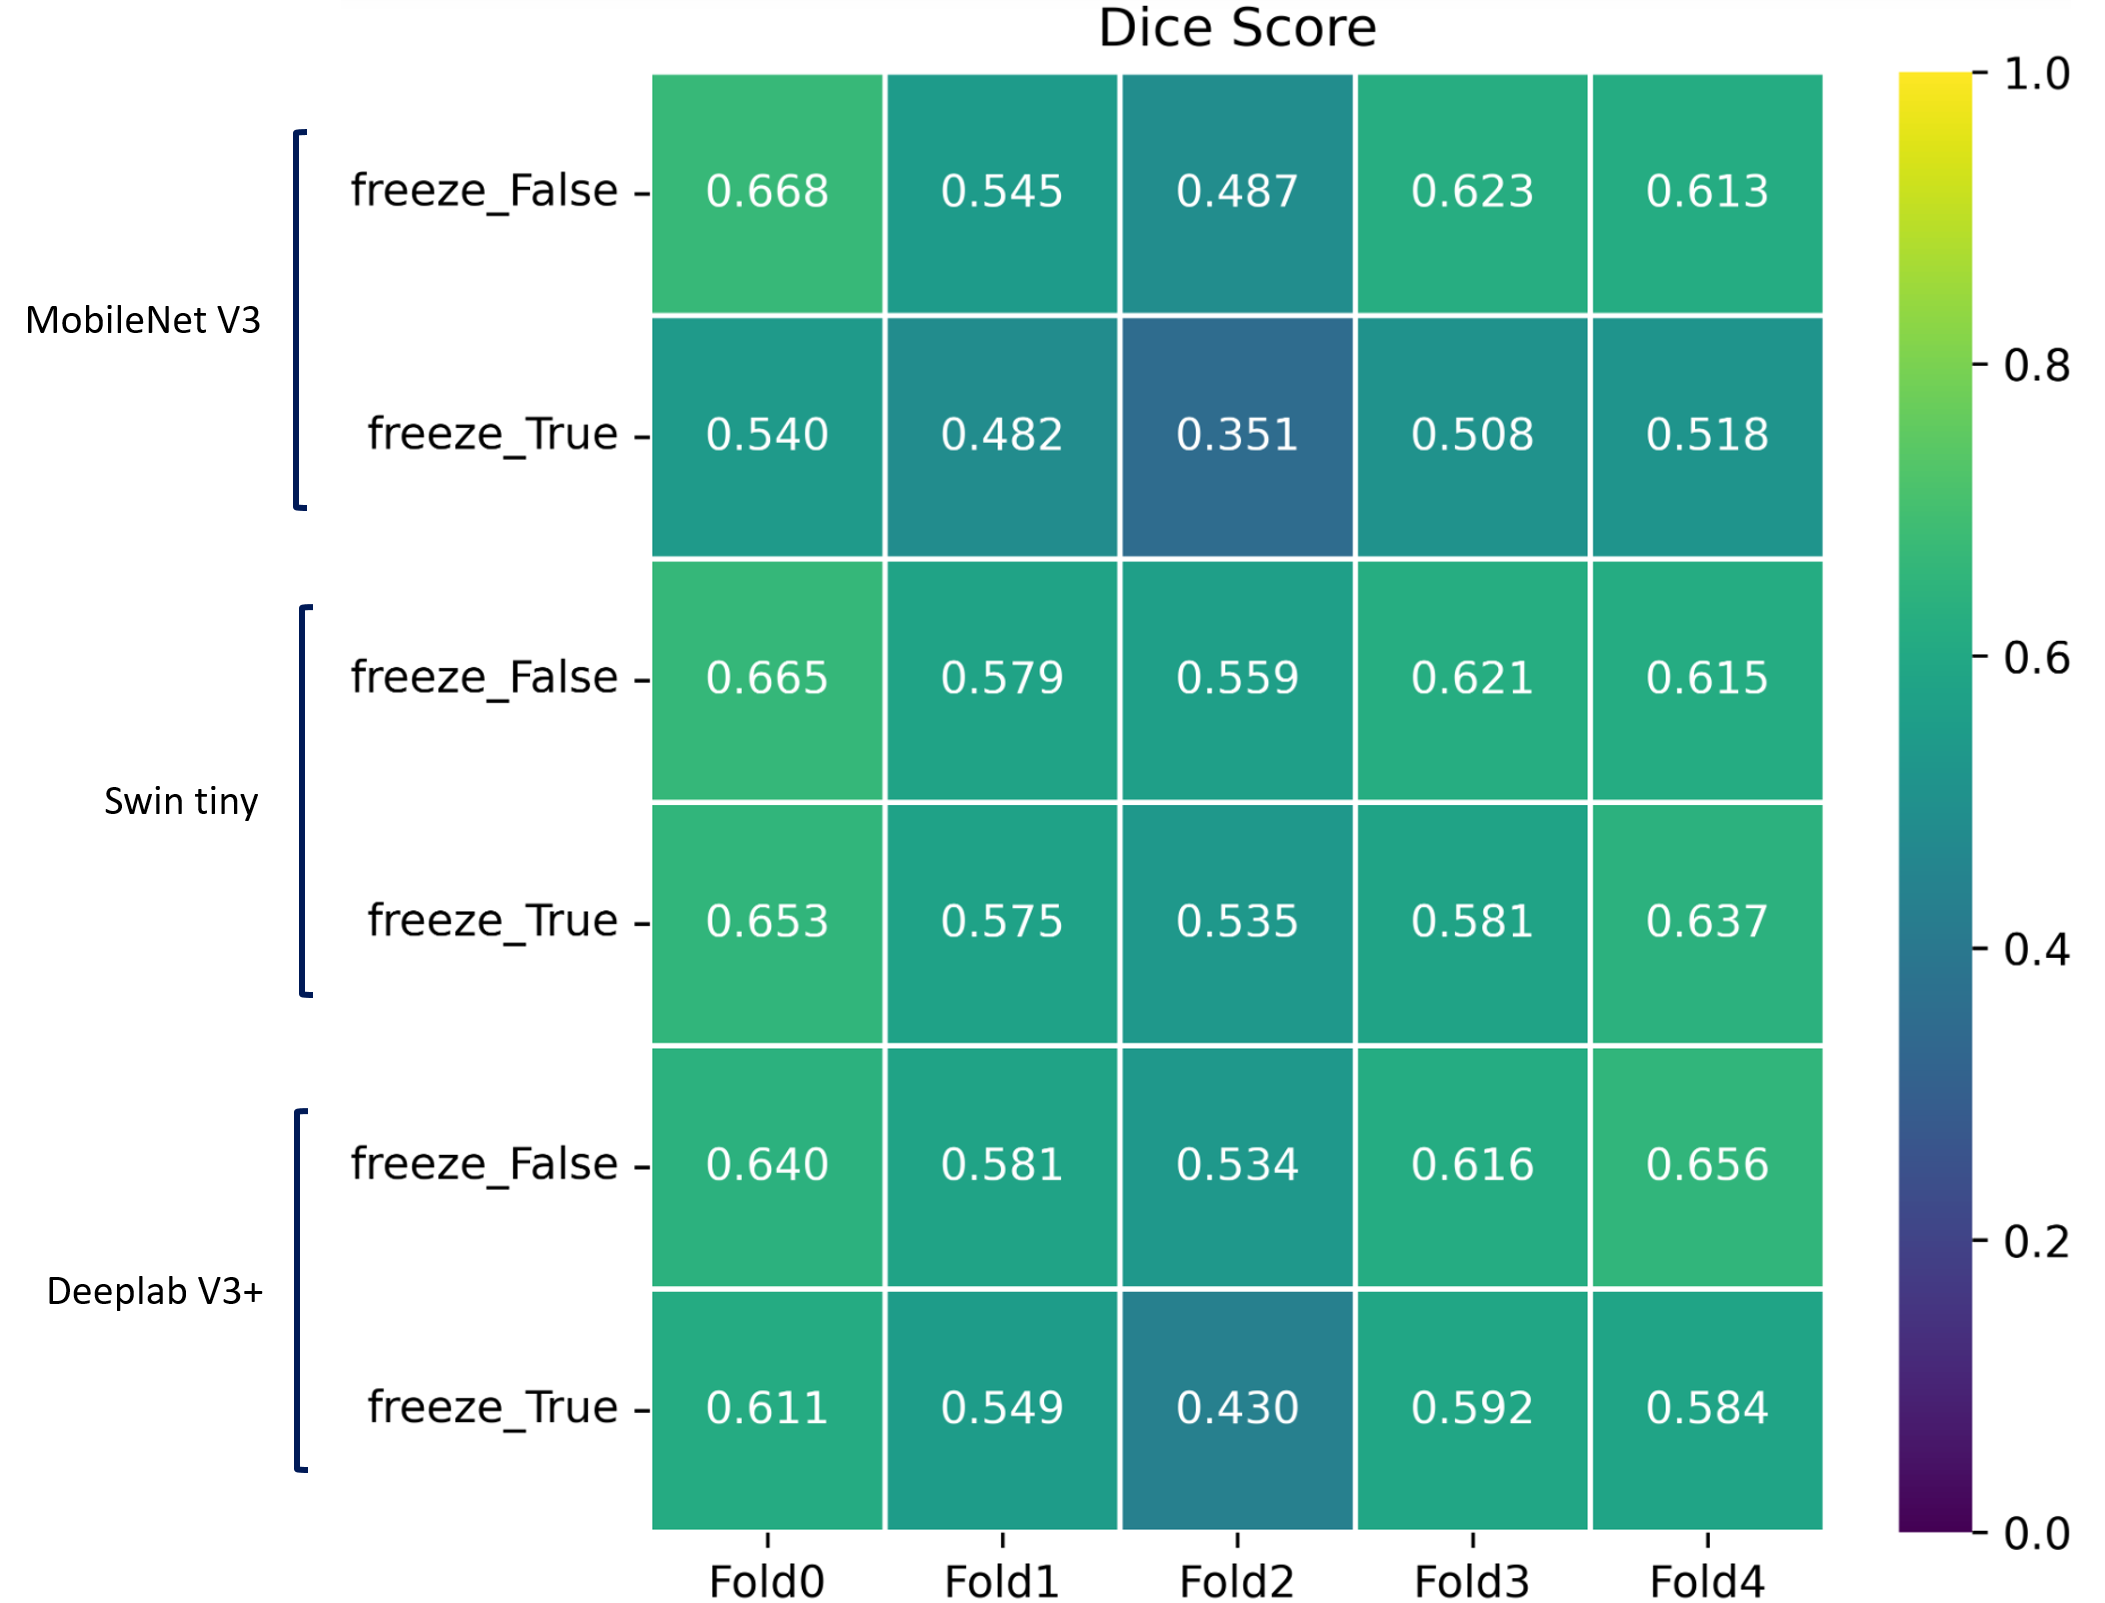 Dice Score
MobileNet V3
freeze_False 0.668 0.545 0.487 0.623 0.613
freeze_True 0.540 0.482 0.351 0.508 0.518
Swin tiny
freeze_False 0.665 0.579 0.559 0.621 0.615
freeze_True 0.653 0.575 0.535 0.581 0.637
Deeplab V3+
freeze_False 0.640 0.581 0.534 0.616 0.656
freeze_True 0.611 0.549 0.430 0.592 0.584
Fold0 Fold1 Fold2 Fold3 Fold4
1.0
0.8
0.6
0.4
0.2
0.0